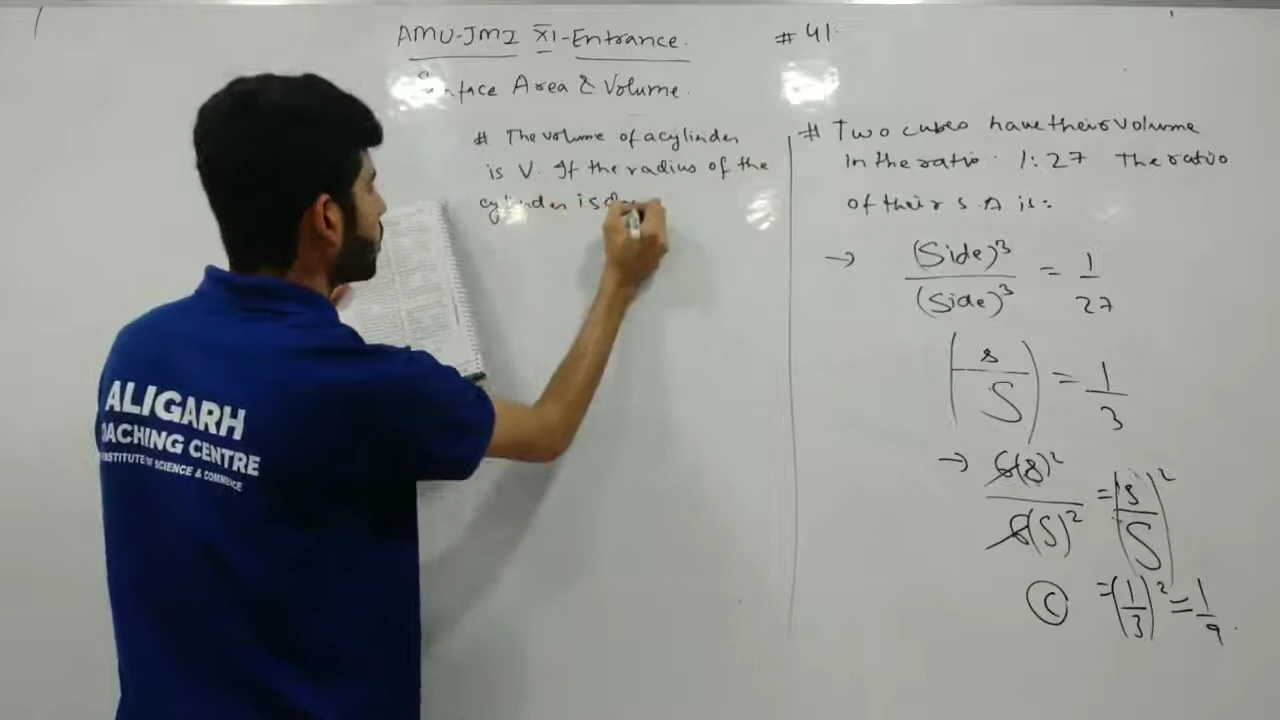 AMU-JMI XI-Entrance.
# 41.
Surface Area & Volume.
# The volume of a cylinder
is V. If the radius of the
cylinder is
# Two cubes have their volume
in the ratio 1:27 The ratio
of their S A is:
→ (Side)³ / (Side)³ = 1 / 27
(s / S) = 1 / 3
→ 6(s)² / 6(S)² = (s / S)²
(C) = (1/3)² = 1/9.
ALIGARH
OACHING CENTRE
INSTITUTE OF SCIENCE & COMMERCE